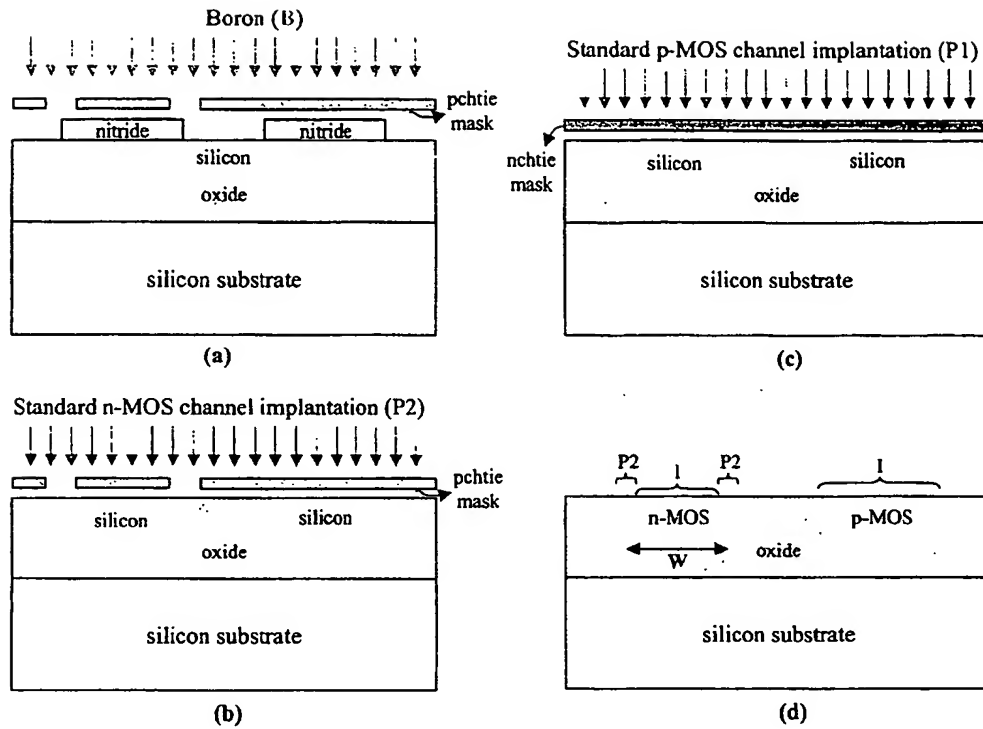 Boron (B)
pchtie
mask
nitride
nitride
silicon
oxide
silicon substrate
(a)
Standard n-MOS channel implantation (P2)
pchtie
mask
silicon
silicon
oxide
silicon substrate
(b)
Standard p-MOS channel implantation (P1)
nchtie
mask
silicon
silicon
oxide
silicon substrate
(c)
P2
I
P2
I
n-MOS
p-MOS
W
oxide
silicon substrate
(d)